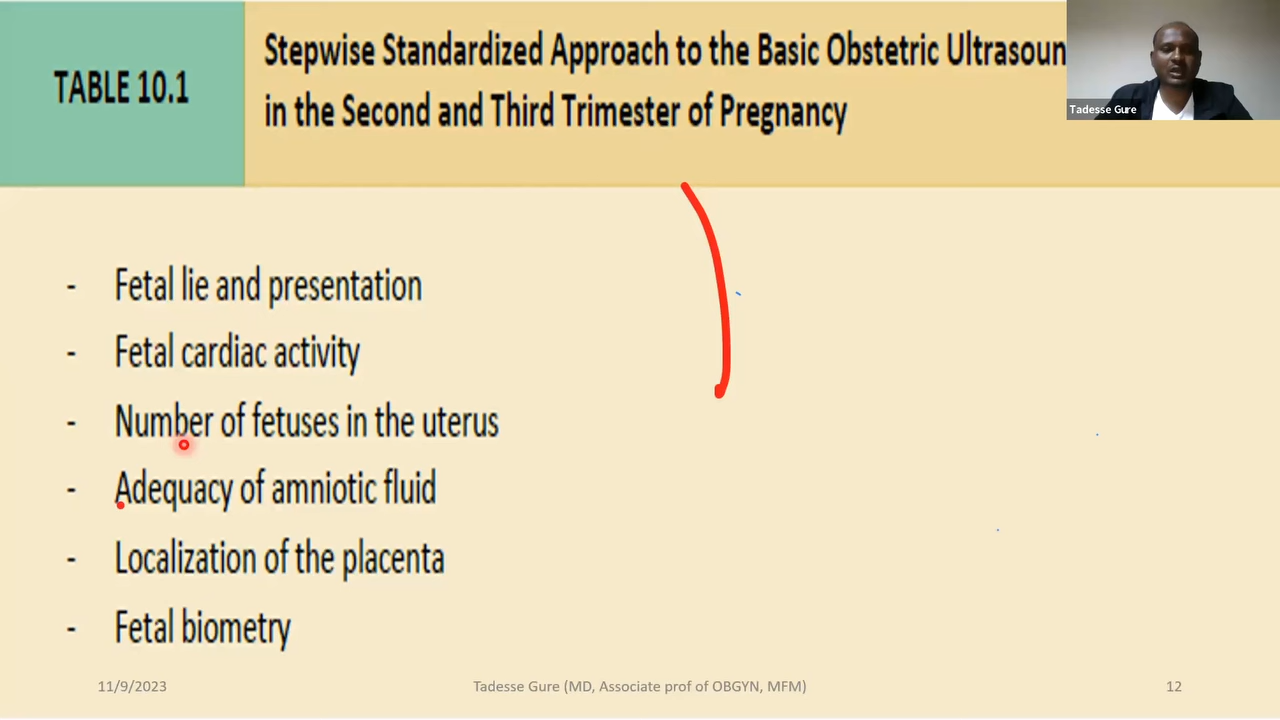 TABLE 10.1
Stepwise Standardized Approach to the Basic Obstetric Ultrasoun
in the Second and Third Trimester of Pregnancy
Tadesse Gure
- Fetal lie and presentation
- Fetal cardiac activity
- Number of fetuses in the uterus
- Adequacy of amniotic fluid
- Localization of the placenta
- Fetal biometry
11/9/2023
Tadesse Gure (MD, Associate prof of OBGYN, MFM)
12